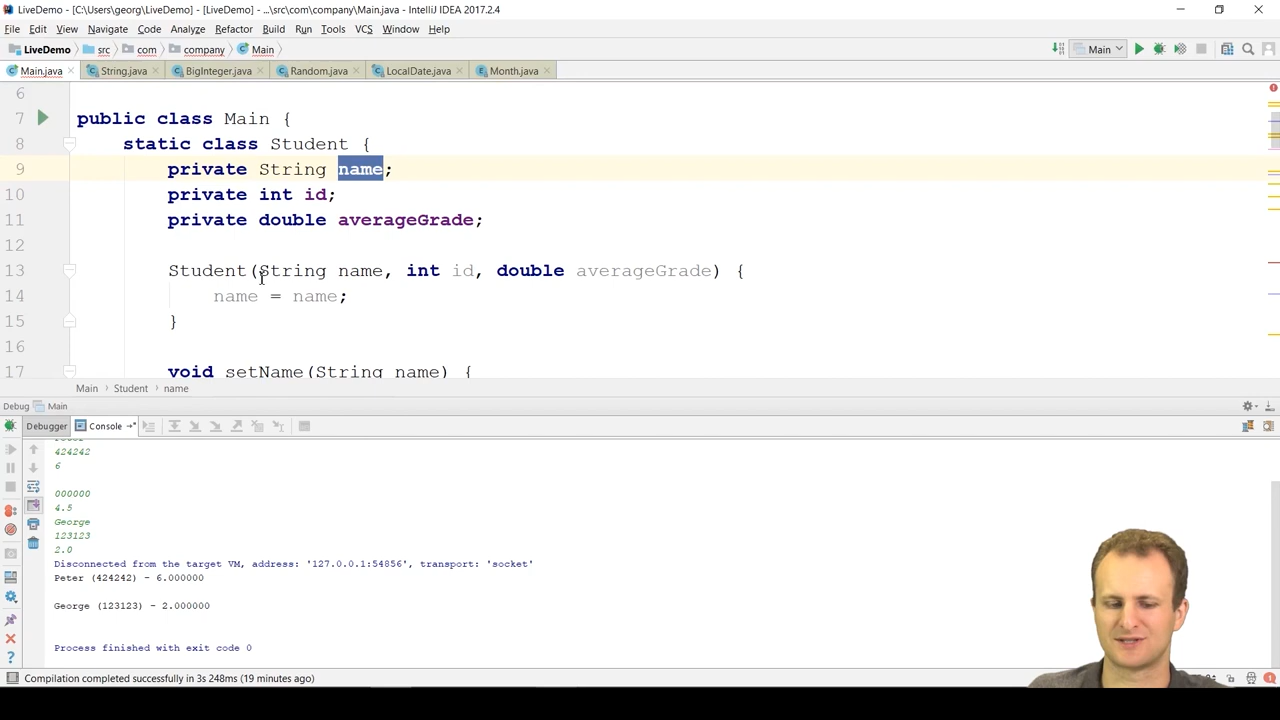 LiveDemo - [C:\Users\georg\LiveDemo] - [LiveDemo] - ...\src\com\company\Main.java - IntelliJ IDEA 2017.2.4
File Edit View Navigate Code Analyze Refactor Build Run Tools VCS Window Help
LiveDemo src com company Main Main
Main.java String.java BigInteger.java Random.java LocalDate.java Month.java
6
7 public class Main {
8 static class Student {
9 private String name;
10 private int id;
11 private double averageGrade;
12
13 Student(String name, int id, double averageGrade) {
14 name = name;
15 }
16
17 void setName(String name) {
Main Student name
Debug Main
Debugger Console
424242
6
000000
4.5
George
123123
2.0
Disconnected from the target VM, address: '127.0.0.1:54856', transport: 'socket'
Peter (424242) - 6.000000
George (123123) - 2.000000
Process finished with exit code 0
Compilation completed successfully in 3s 248ms (19 minutes ago)